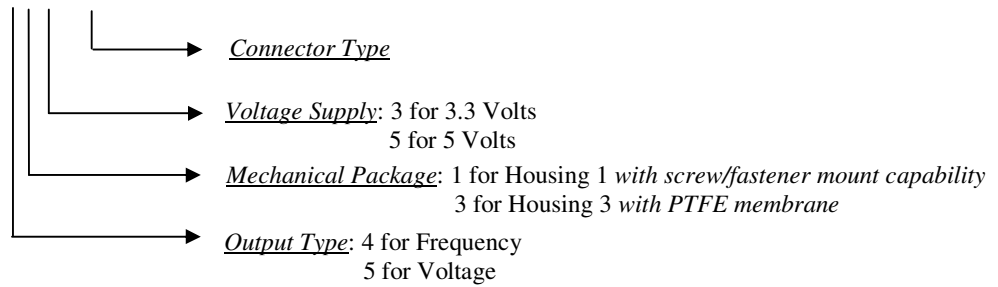 Connector Type
Voltage Supply: 3 for 3.3 Volts
5 for 5 Volts
Mechanical Package: 1 for Housing 1 with screw/fastener mount capability
3 for Housing 3 with PTFE membrane
Output Type: 4 for Frequency
5 for Voltage